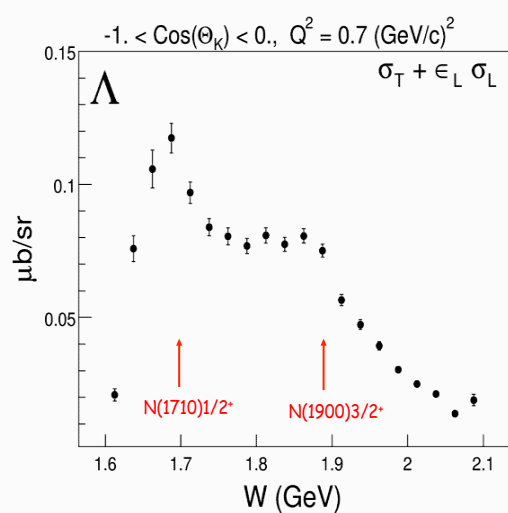 -1. < Cos(Θ_K) < 0., Q² = 0.7 (GeV/c)²
σ_T + ϵ_L σ_L
Λ
0.15
0.1
0.05
μb/sr
N(1710)1/2⁺
N(1900)3/2⁺
1.6 1.7 1.8 1.9 2 2.1
W (GeV)